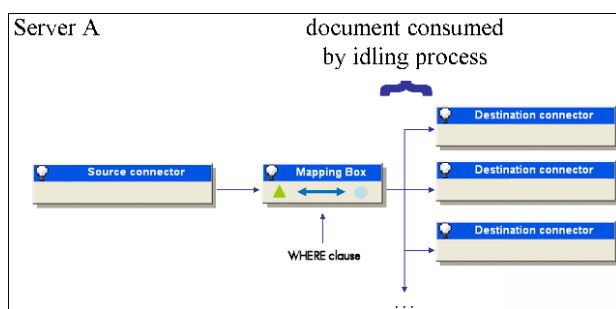 Server A
document consumed
by idling process
Destination connector
Source connector
Mapping Box
Destination connector
Destination connector
WHERE clause
...